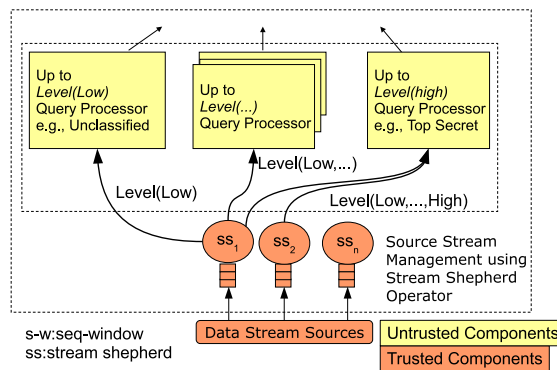 Up to
Level(Low)
Query Processor
e.g., Unclassified
Up to
Level(...)
Query Processor
Up to
Level(high)
Query Processor
e.g., Top Secret
Level(Low)
Level(Low,...)
Level(Low,...,High)
ss1
ss2
ssn
Source Stream
Management using
Stream Shepherd
Operator
s-w:seq-window
ss:stream shepherd
Data Stream Sources
Untrusted Components
Trusted Components